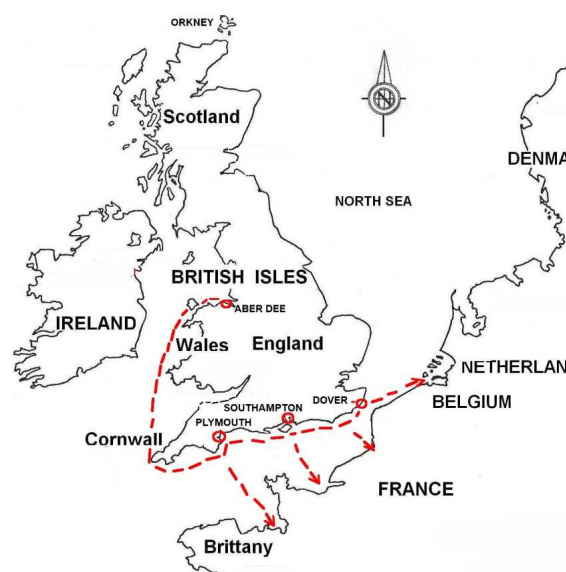 ORKNEY
Scotland
N
DENMA
NORTH SEA
BRITISH ISLES
ABER DEE
IRELAND
Wales
England
NETHERLAN
DOVER
BELGIUM
SOUTHAMPTON
PLYMOUTH
Cornwall
FRANCE
Brittany